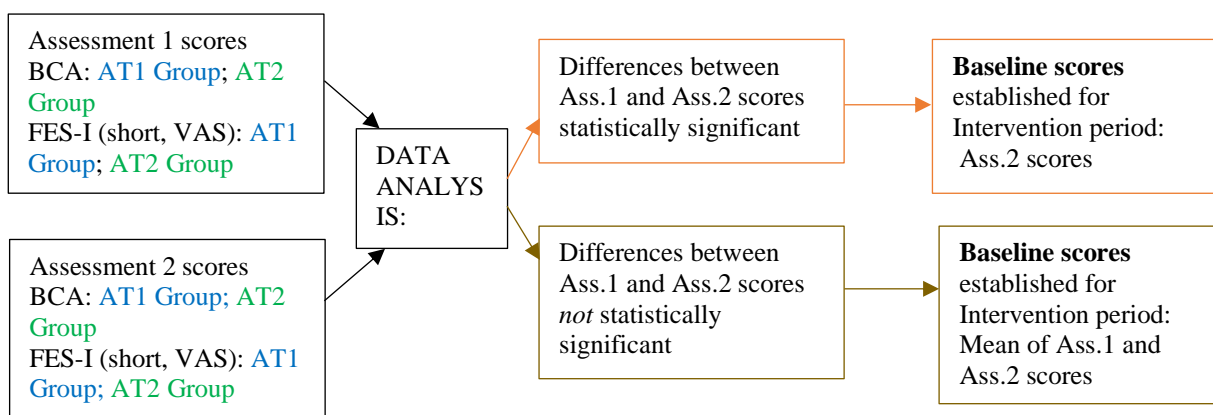 Assessment 1 scores
BCA: AT1 Group; AT2
Group
FES-I (short, VAS): AT1
Group; AT2 Group
Assessment 2 scores
BCA: AT1 Group; AT2
Group
FES-I (short, VAS): AT1
Group; AT2 Group
DATA
ANALYS
IS:
Differences between
Ass.1 and Ass.2 scores
statistically significant
Baseline scores
established for
Intervention period:
Ass.2 scores
Differences between
Ass.1 and Ass.2 scores
not statistically
significant
Baseline scores
established for
Intervention period:
Mean of Ass.1 and
Ass.2 scores